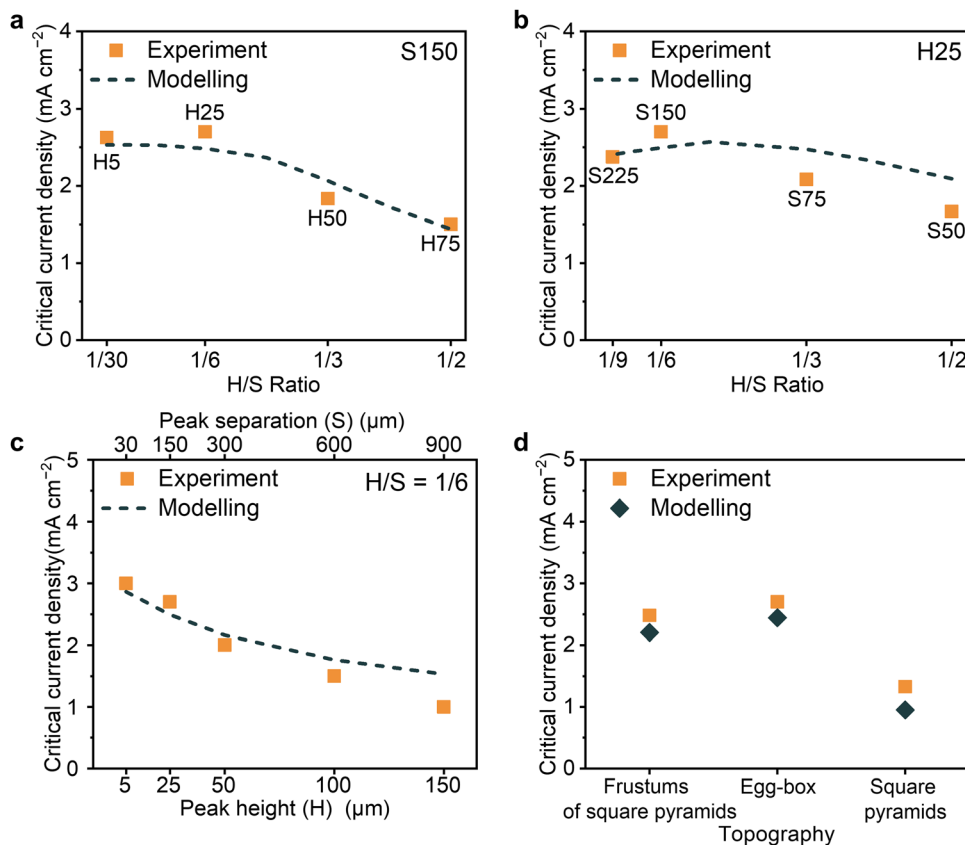 a
Critical current density (mA cm⁻²)
4
3
2
1
0
Experiment
Modelling
S150
H5
H25
H50
H75
1/30
1/6
1/3
1/2
H/S Ratio
b
Critical current density (mA cm⁻²)
4
3
2
1
0
Experiment
Modelling
H25
S225
S150
S75
S50
1/9
1/6
1/3
1/2
H/S Ratio
c
Peak separation (S) (μm)
30
150
300
600
900
Critical current density(mA cm⁻²)
5
4
3
2
1
0
Experiment
Modelling
H/S = 1/6
5
25
50
100
150
Peak height (H) (μm)
d
Critical current density (mA cm⁻²)
5
4
3
2
1
0
Experiment
Modelling
Frustums
of square pyramids
Egg-box
Square
pyramids
Topography